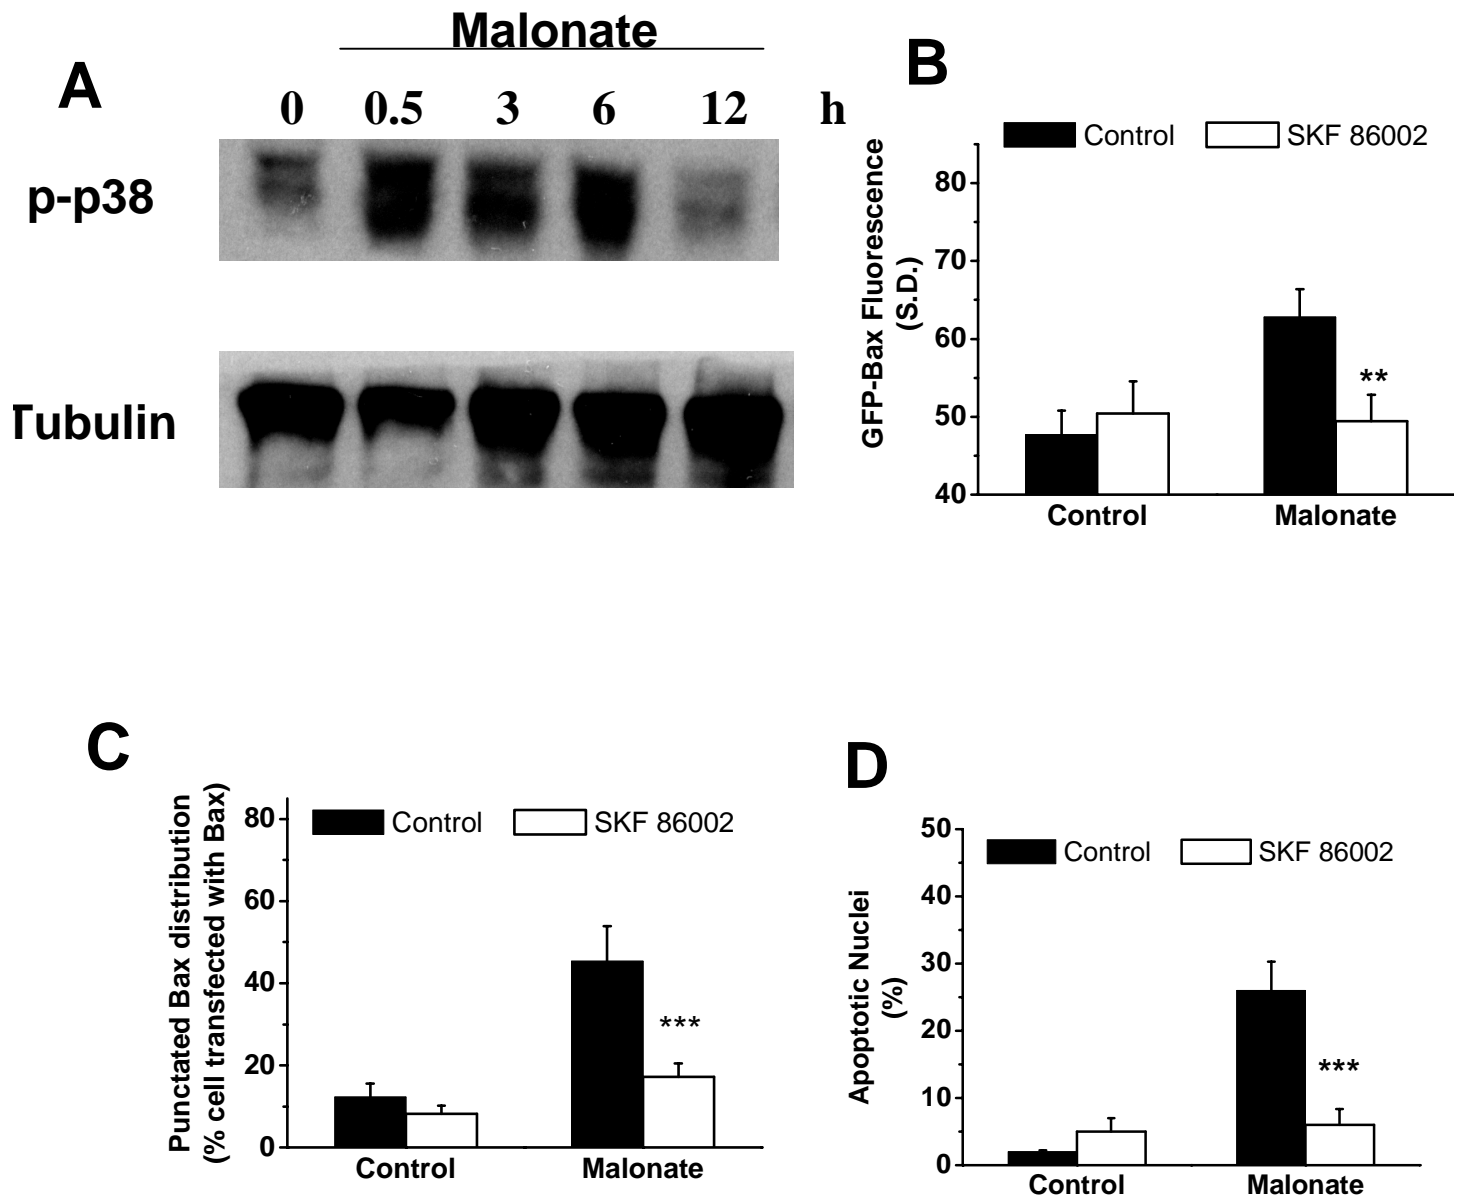 A
Malonate
0 0.5 3 6 12 h
p-p38
Tubulin
B
Control SKF 86002
GFP-Bax Fluorescence
(S.D.)
80
70
60
50
40
**
Control Malonate
C
Control SKF 86002
Punctated Bax distribution
(% cell transfected with Bax)
80
60
40
20
0
***
Control Malonate
D
Control SKF 86002
Apoptotic Nuclei
(%)
50
40
30
20
10
0
***
Control Malonate